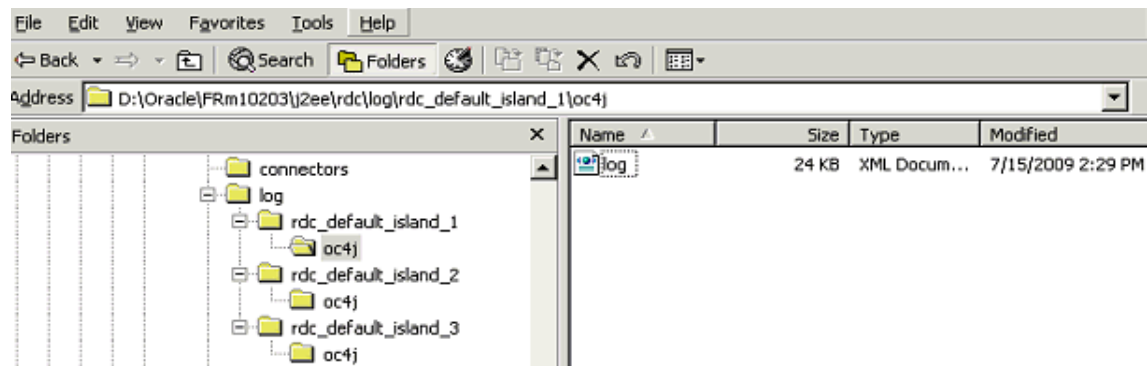 File Edit View Favorites Tools Help
Back Search Folders
Address D:\Oracle\FRm10203\j2ee\rdc\log\rdc_default_island_1\oc4j
Folders × Name Size Type Modified
log 24 KB XML Docum... 7/15/2009 2:29 PM
connectors
log
rdc_default_island_1
oc4j
rdc_default_island_2
oc4j
rdc_default_island_3
oc4j